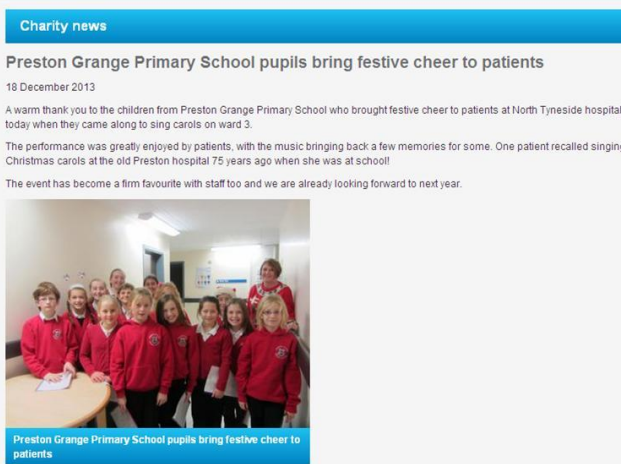 Charity news
Preston Grange Primary School pupils bring festive cheer to patients
18 December 2013
A warm thank you to the children from Preston Grange Primary School who brought festive cheer to patients at North Tyneside hospital
today when they came along to sing carols on ward 3.
The performance was greatly enjoyed by patients, with the music bringing back a few memories for some. One patient recalled singing
Christmas carols at the old Preston hospital 75 years ago when she was at school!
The event has become a firm favourite with staff too and we are already looking forward to next year.
Preston Grange Primary School pupils bring festive cheer to
patients